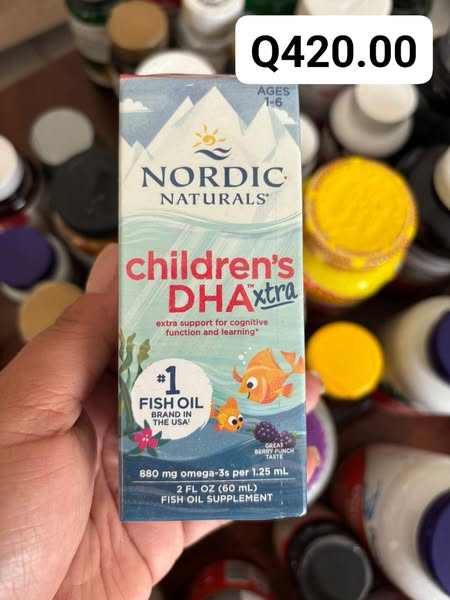 Q420.00
AGES
1-6
NORDIC
NATURALS®
children's
DHA™ xtra
extra support for cognitive
function and learning*
#1
FISH OIL
BRAND IN
THE USA‡
GREAT
BERRY PUNCH
TASTE
880 mg omega-3s per 1.25 mL
2 FL OZ (60 mL)
FISH OIL SUPPLEMENT